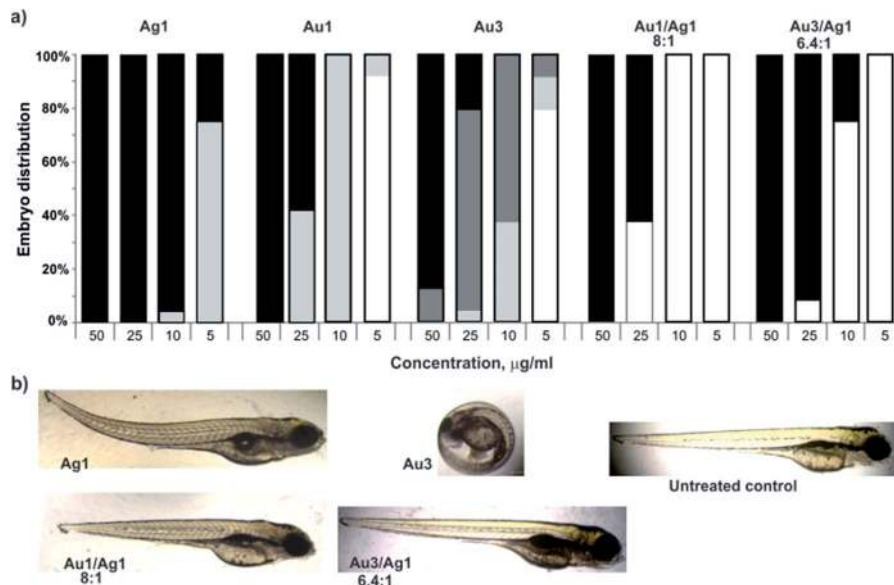 a)
Ag1 Au1 Au3 Au1/Ag1 Au3/Ag1
8:1 6.4:1
100%
80%
60%
40%
20%
0%
Embryo distribution
50 25 10 5 50 25 10 5 50 25 10 5 50 25 10 5 50 25 10 5
Concentration, μg/ml
b)
Ag1
Au3
Untreated control
Au1/Ag1
8:1
Au3/Ag1
6.4:1